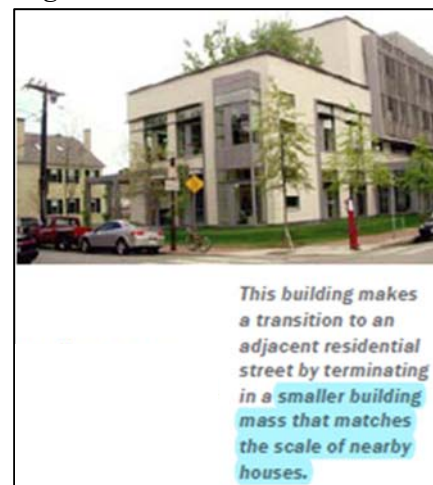 This building makes
a transition to an
adjacent residential
street by terminating
in a smaller building
mass that matches
the scale of nearby
houses.